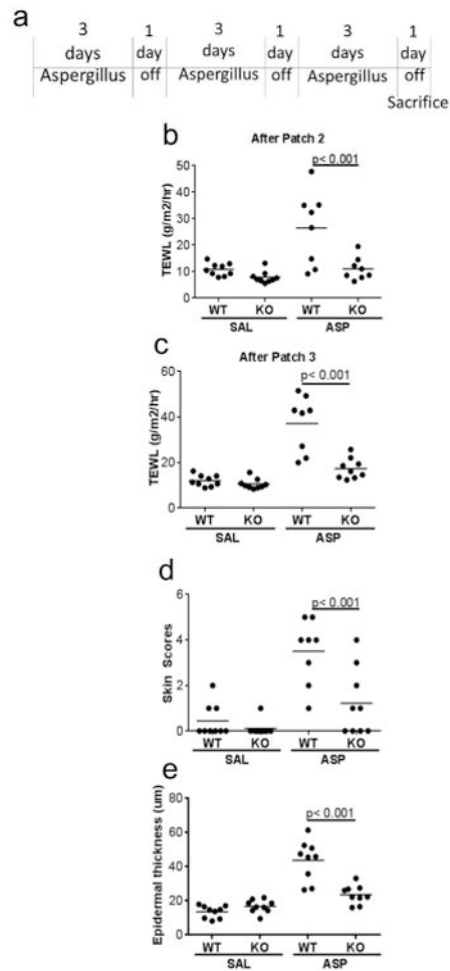 a
3 1 3 1 3 1
days day days day days day
Aspergillus off Aspergillus off Aspergillus off
Sacrifice
b
After Patch 2
p< 0.001
TEWL (g/m2/hr)
50
40
30
20
10
0
WT KO WT KO
SAL ASP
c
After Patch 3
p< 0.001
TEWL (g/m2/hr)
60
40
20
0
WT KO WT KO
SAL ASP
d
p< 0.001
Skin Scores
6
4
2
0
WT KO WT KO
SAL ASP
e
p< 0.001
Epidermal thickness (um)
80
60
40
20
0
WT KO WT KO
SAL ASP